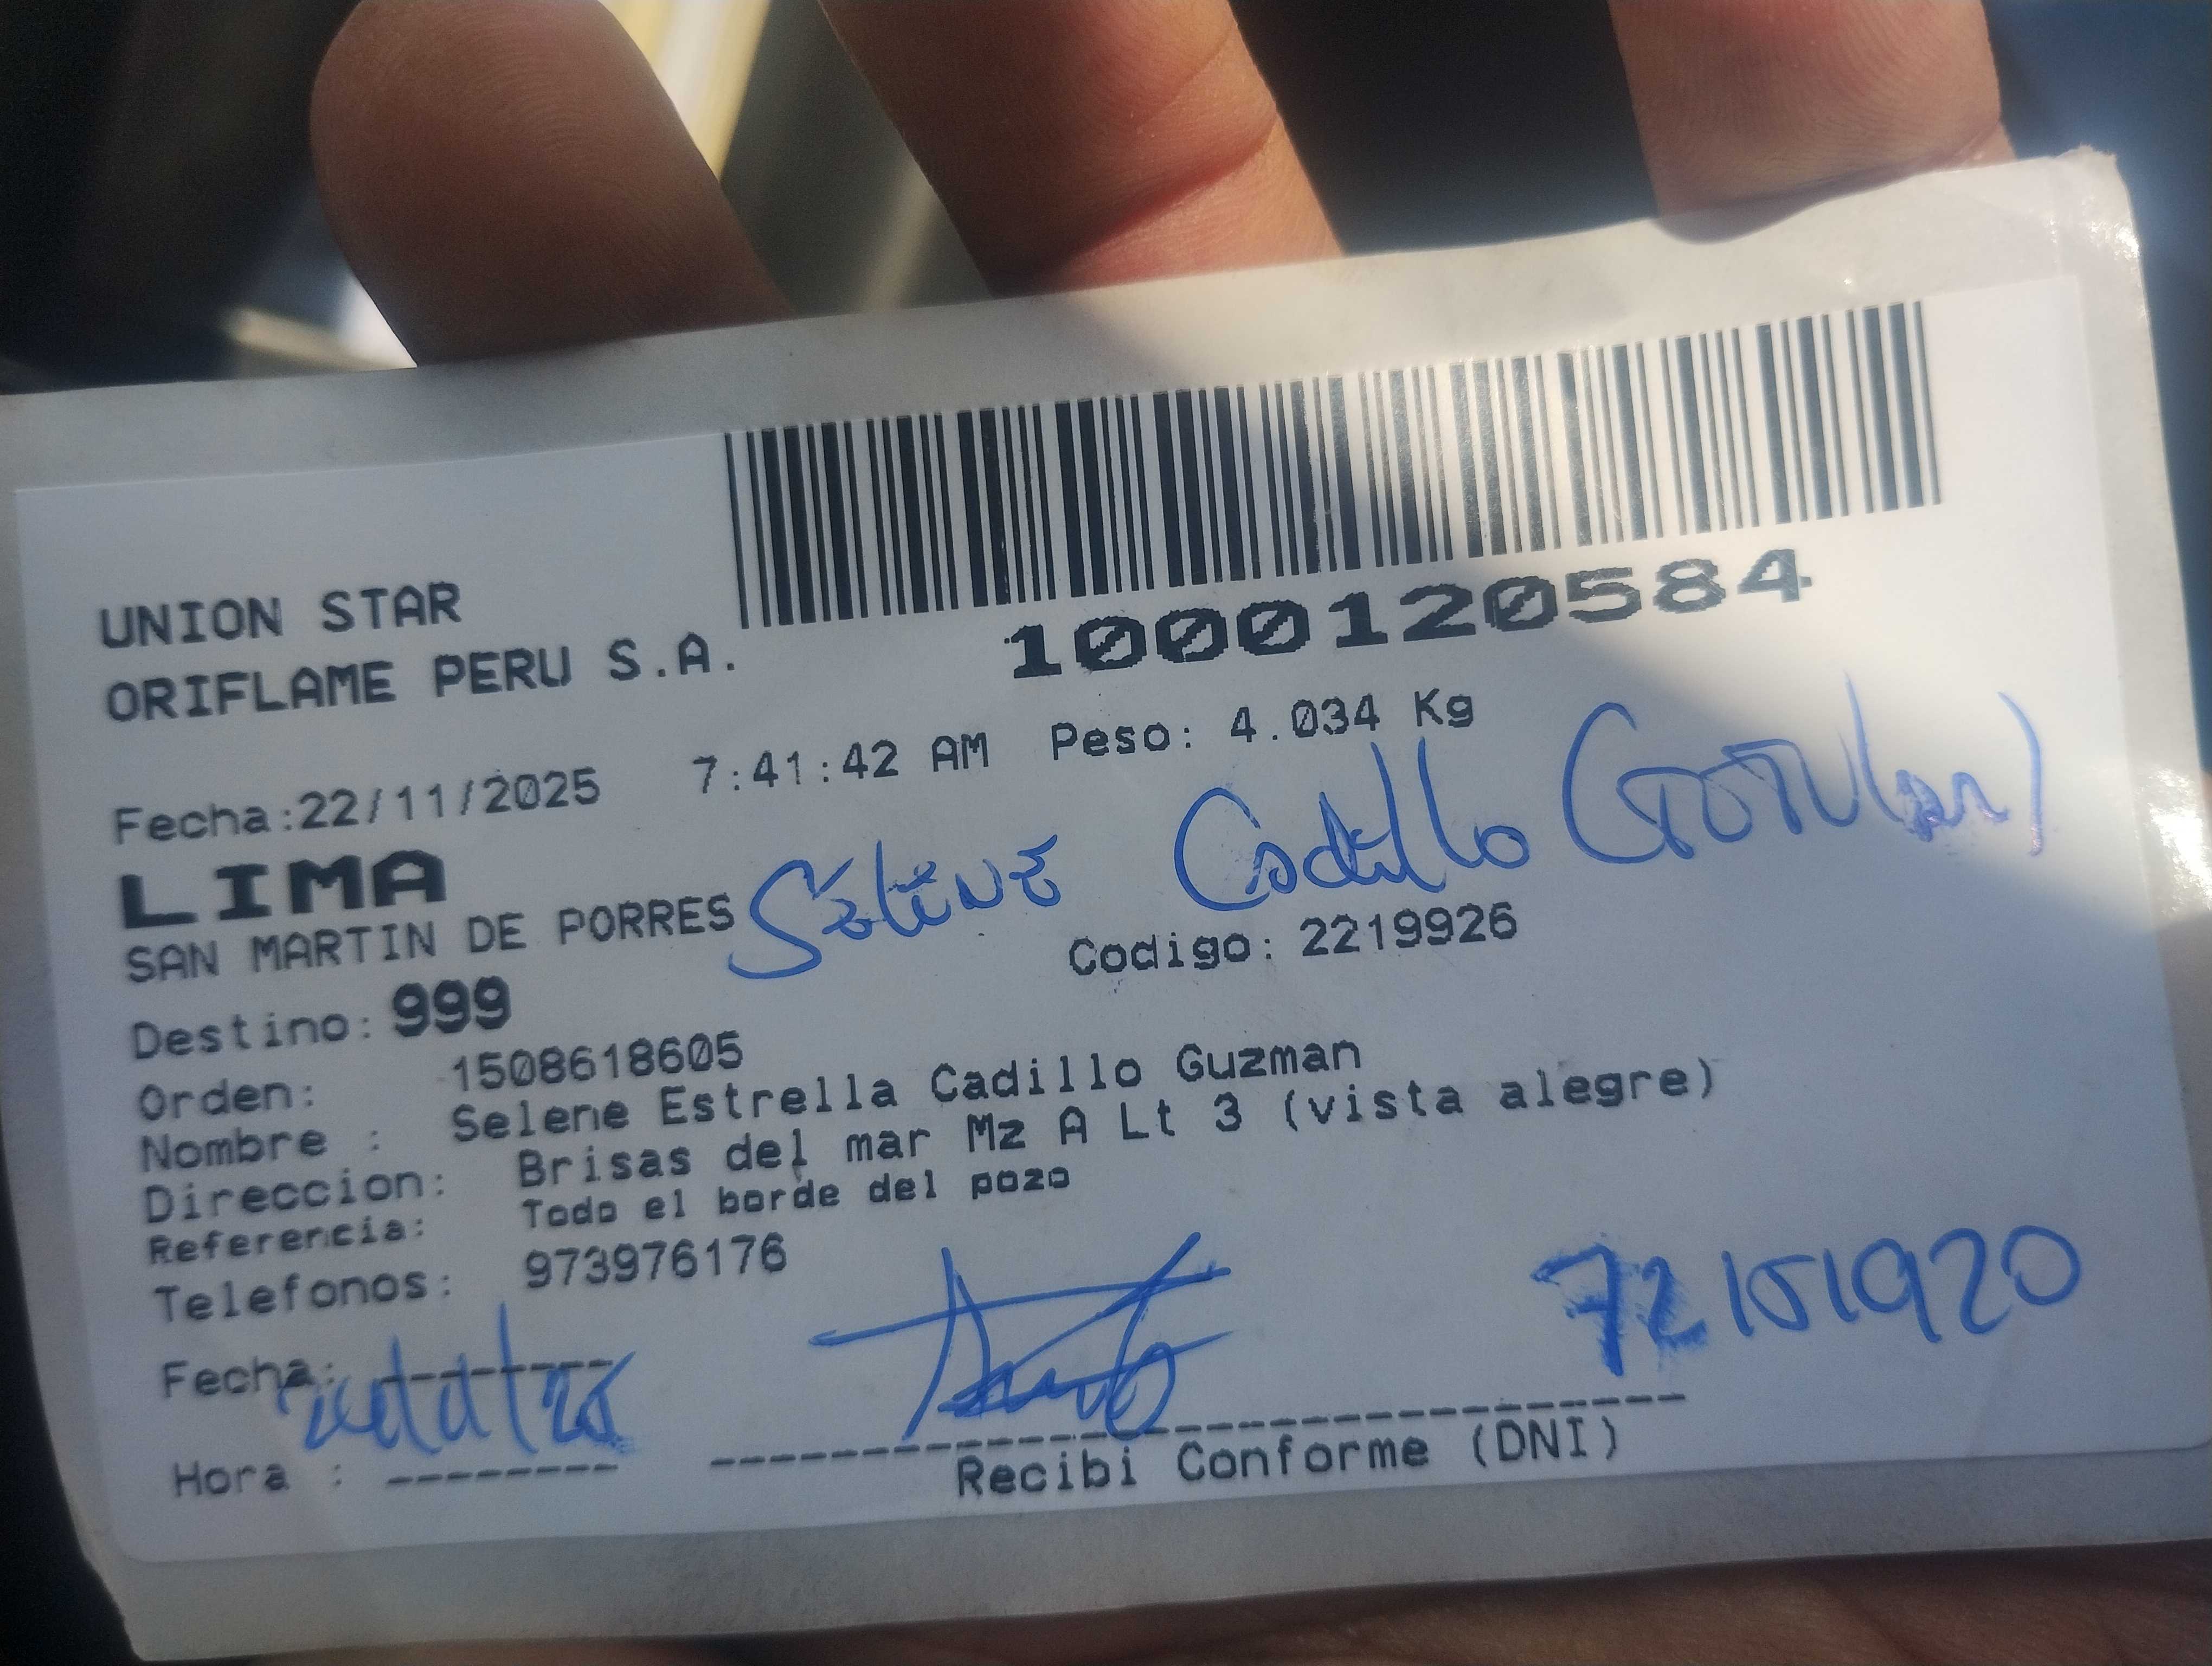 UNION STAR
ORIFLAME PERU S.A.
1000120584
Fecha:22/11/2025 7:41:42 AM Peso: 4.034 Kg
LIMA
Selene Cadillo (TOTULar)
SAN MARTIN DE PORRES
Codigo: 2219926
Destino: 999
Orden: 1508618605
Nombre : Selene Estrella Cadillo Guzman
Direccion: Brisas del mar Mz A Lt 3 (vista alegre)
Referencia: Todo el borde del pozo
Telefonos: 973976176
72151920
Fecha:
Hora :
Recibi Conforme (DNI)